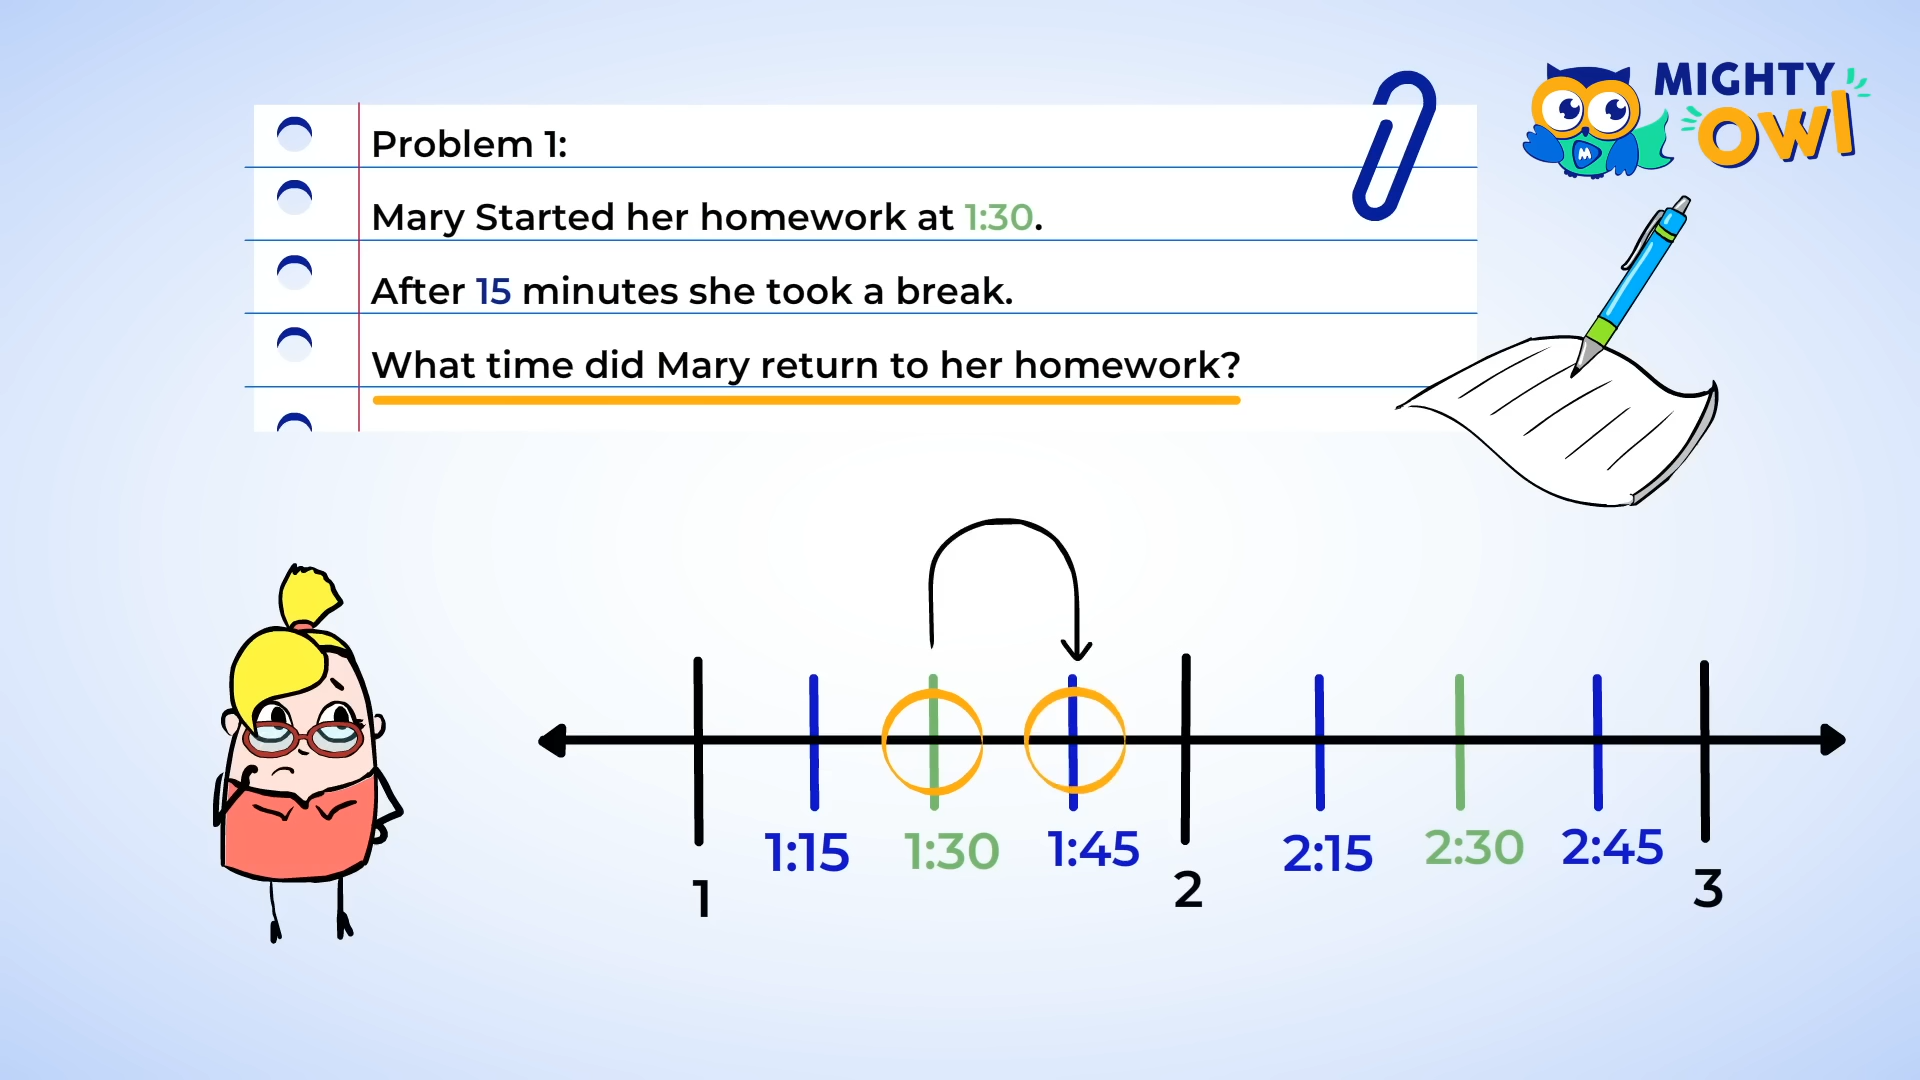 MIGHTY
OWL
M
Problem 1:
Mary Started her homework at 1:30.
After 15 minutes she took a break.
What time did Mary return to her homework?
1:15 1:30 1:45 2:15 2:30 2:45
1 2 3